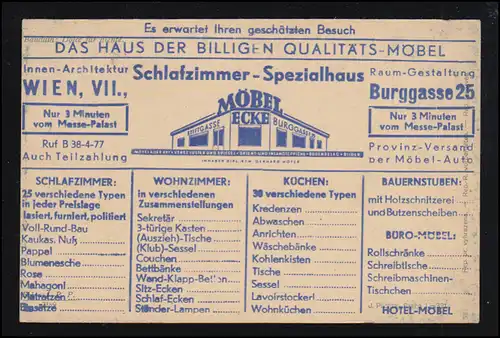 Es erwartet Ihren geschätzten Besuch
DAS HAUS DER BILLIGEN QUALITÄTS-MÖBEL
Innen-Architektur
WIEN, VII.,
Nur 3 Minuten
vom Messe-Palast
Ruf B 38-4-77
Auch Teilzahlung
Schlafzimmer-Spezialhaus
MÖBEL
ECKE
STIFTGASSE
BURGGASSE
Raum-Gestaltung
Burggasse 25
Nur 3 Minuten
vom Messe-Palast
Provinz-Versand
der Möbel-Auto
SCHLAFZIMMER:
25 verschiedene Typen
in jeder Preislage
lasiert, furniert, politiert
Voll-Rund-Bau
Kaukas. Nuß
Pappel
Blumenesche
Rose
Mahagoni
Matratzen
Einsätze
WOHNZIMMER:
in verschiedenen
Zusammenstellungen
Sekretär
3-türige Kasten
(Auszieh)-Tische
(Klub)-Sessel
Couchen
Bettbänke
Wand-Klapp-Betten
Sitz-Ecken
Schlaf-Ecken
Ständer-Lampen
KÜCHEN:
30 verschiedene Typen
Kredenzen
Abwaschen
Anrichten
Wäschebänke
Kohlenkisten
Tische
Sessel
Lavoirstockerl
Wohnküchen
BAUERNSTUBEN:
mit Holzschnitzerei
und Butzenscheiben
BÜRO-MÖBEL:
Rollschränke
Schreibtische
Schreibmaschinen-
Tischchen
HOTEL-MÖBEL